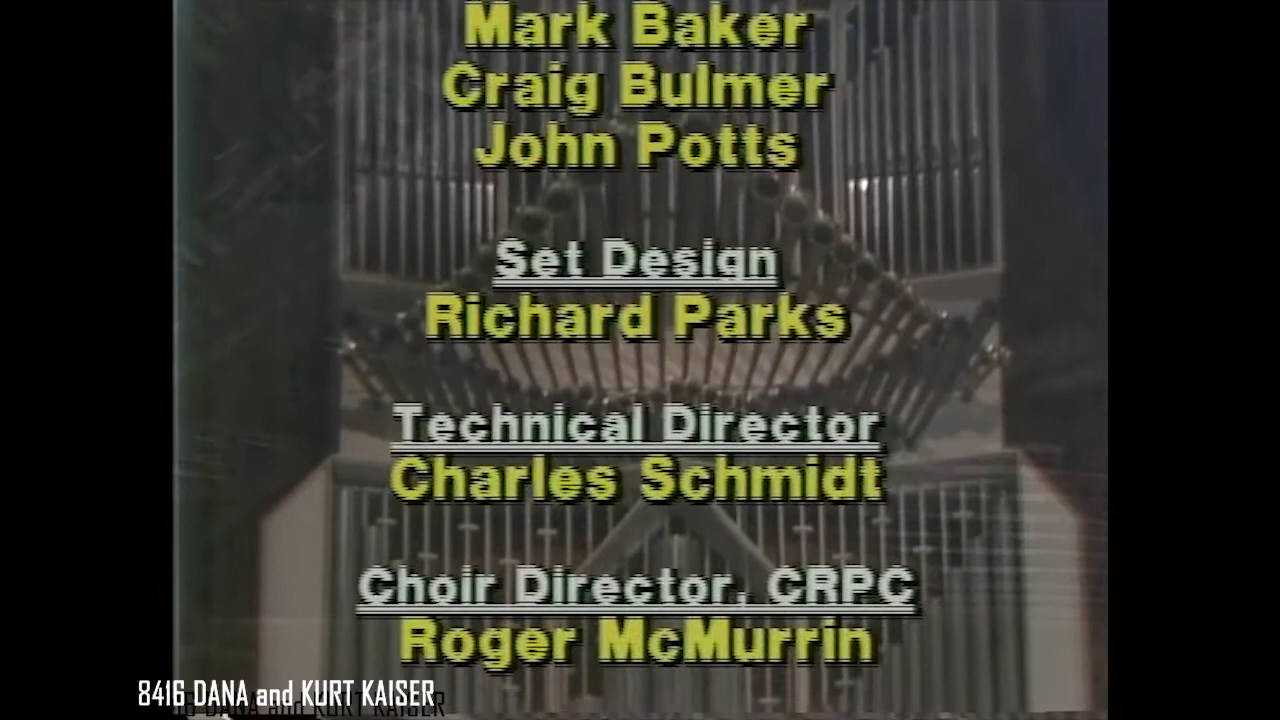 Mark Baker
Craig Bulmer
John Potts
Set Design
Richard Parks
Technical Director
Charles Schmidt
Choir Director, CRPC
Roger McMurrin
8416 DANA and KURT KAISER